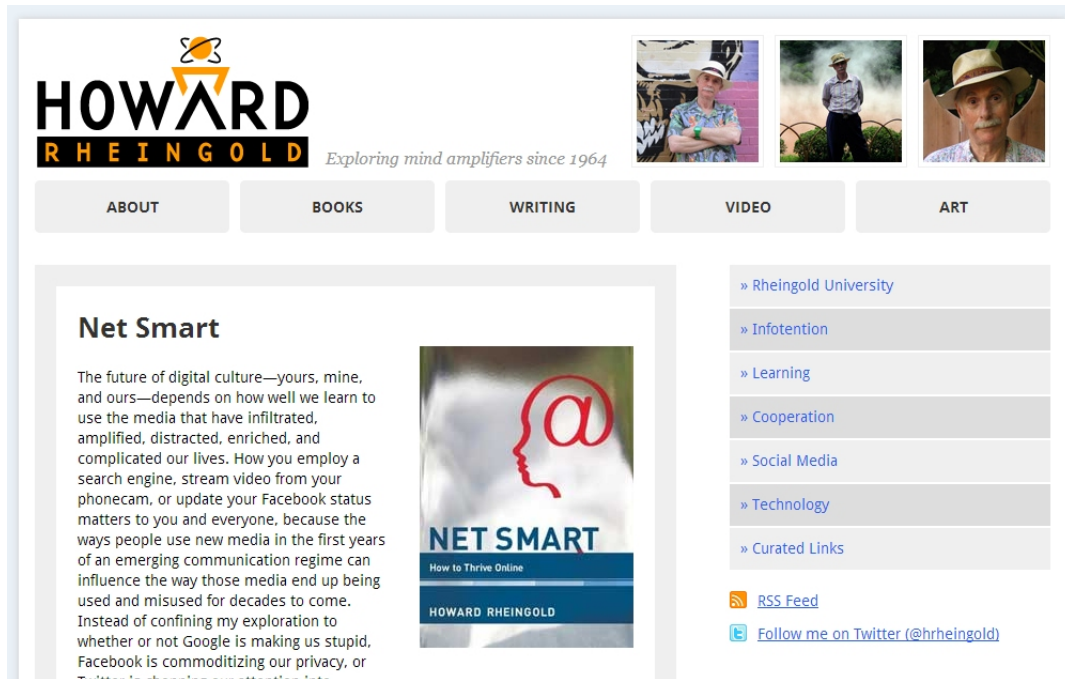 HOWARD
RHEINGOLD
Exploring mind amplifiers since 1964
ABOUT
BOOKS
WRITING
VIDEO
ART
Net Smart
The future of digital culture—yours, mine,
and ours—depends on how well we learn to
use the media that have infiltrated,
amplified, distracted, enriched, and
complicated our lives. How you employ a
search engine, stream video from your
phonecam, or update your Facebook status
matters to you and everyone, because the
ways people use new media in the first years
of an emerging communication regime can
influence the way those media end up being
used and misused for decades to come.
Instead of confining my exploration to
whether or not Google is making us stupid,
Facebook is commoditizing our privacy, or
NET SMART
How to Thrive Online
HOWARD RHEINGOLD
» Rheingold University
» Infotention
» Learning
» Cooperation
» Social Media
» Technology
» Curated Links
RSS Feed
Follow me on Twitter (@hrheingold)